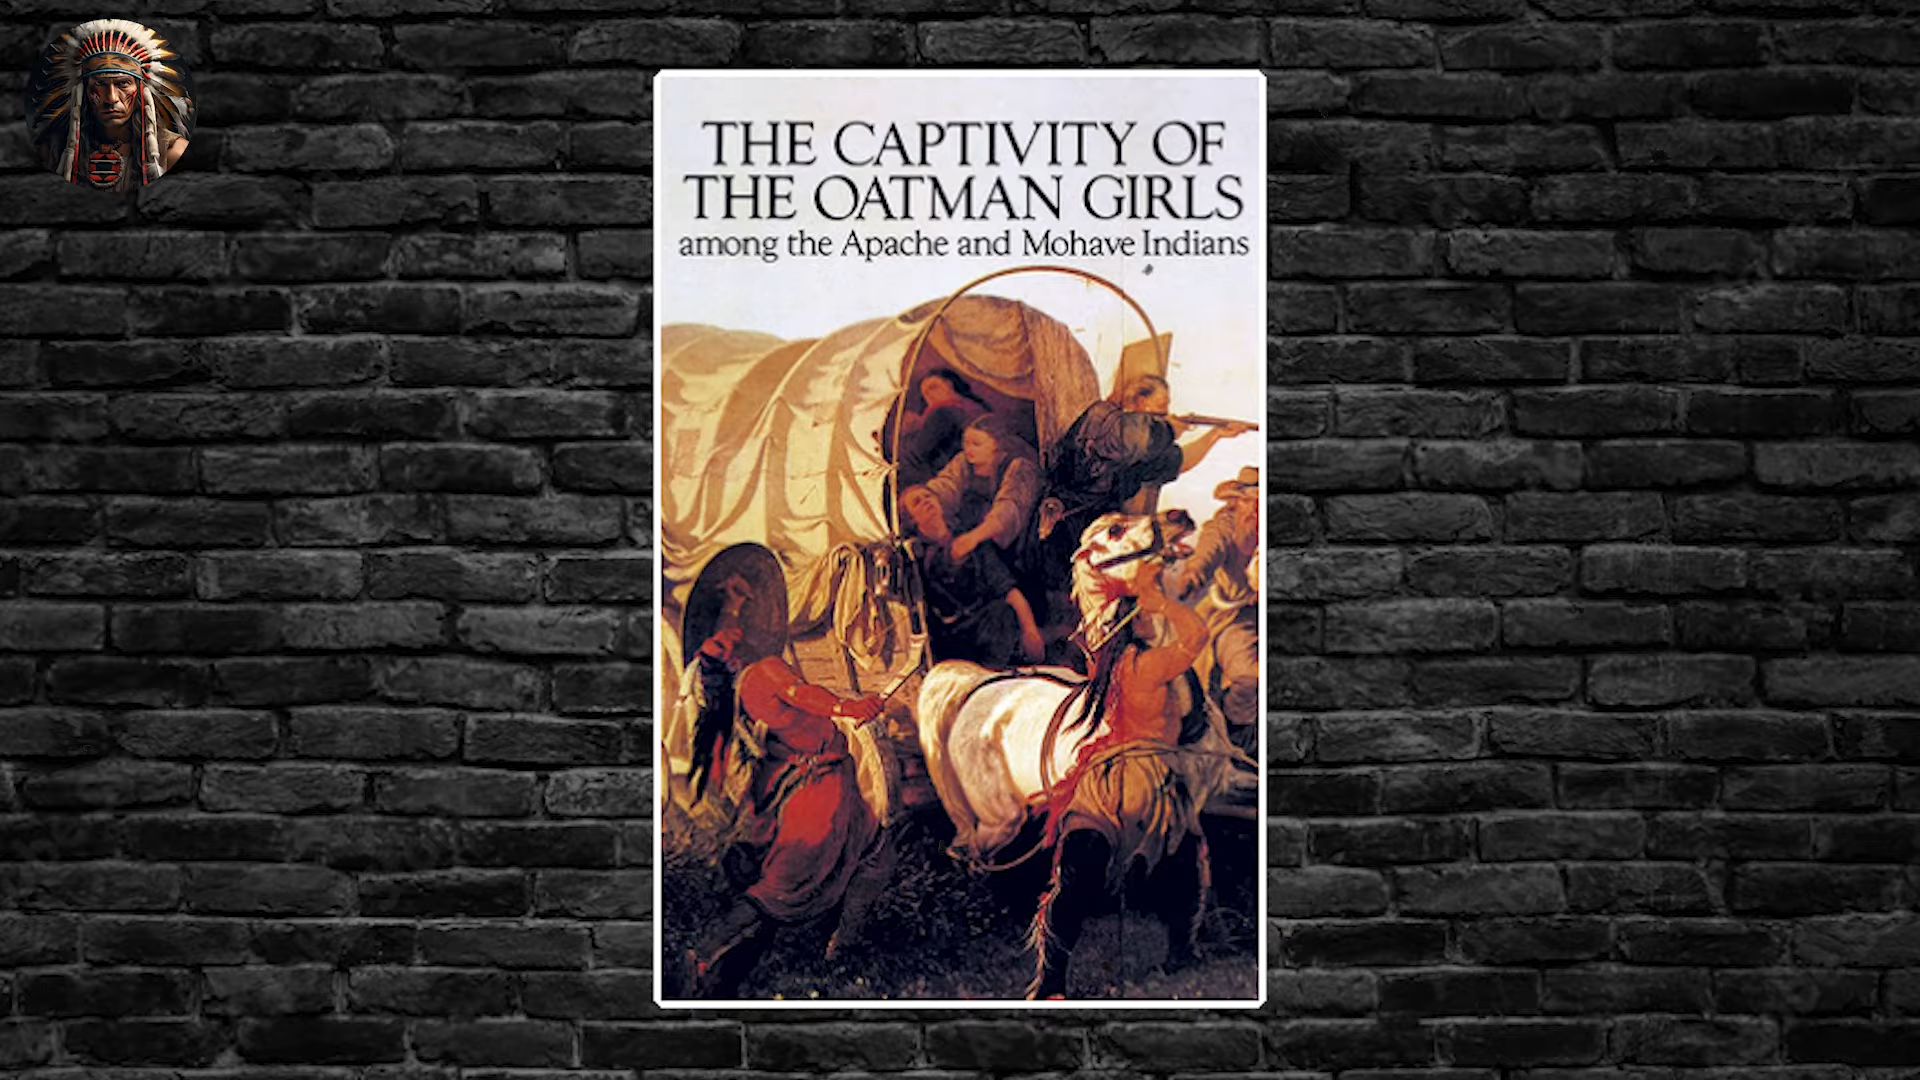 THE CAPTIVITY OF
THE OATMAN GIRLS
among the Apache and Mohave Indians